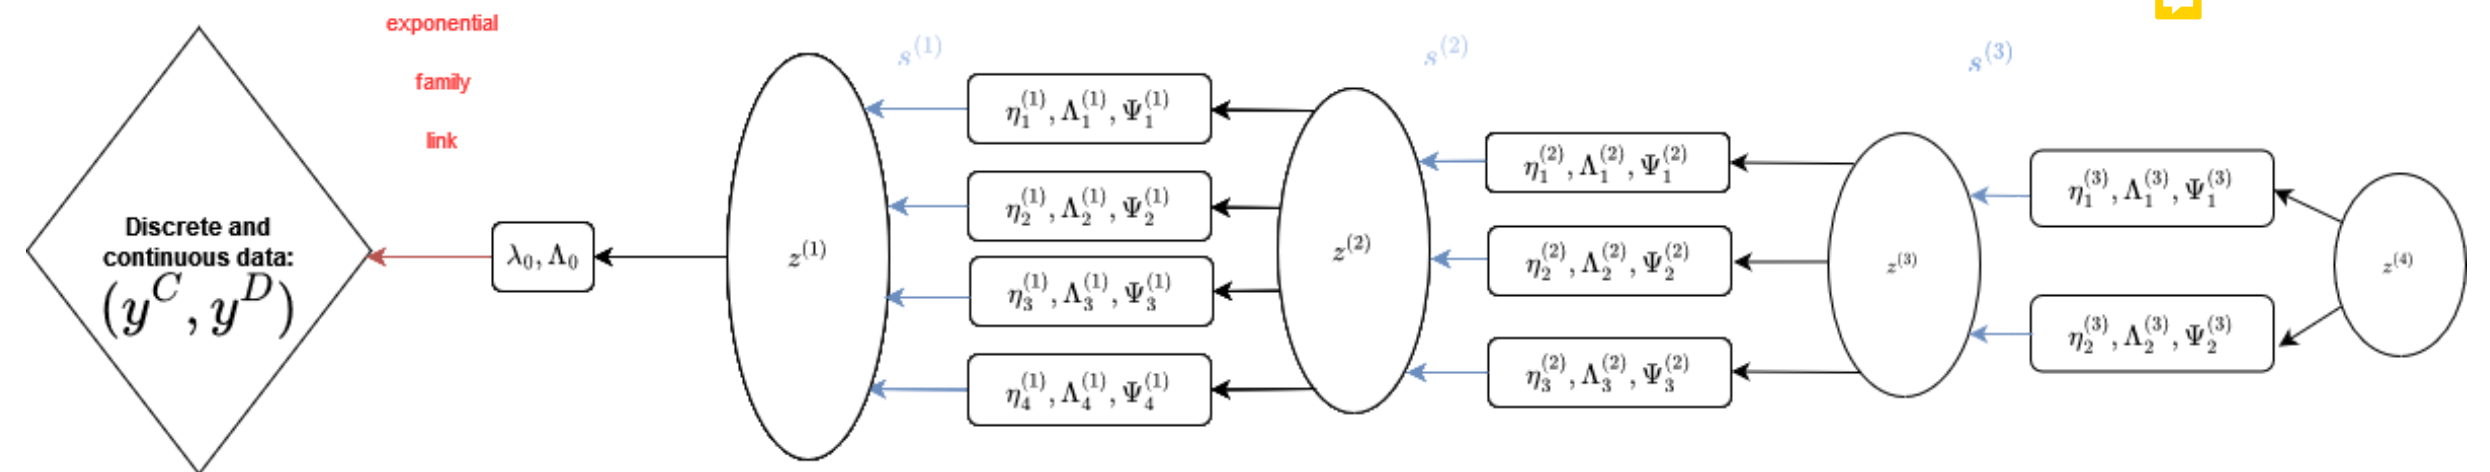 exponential
family
link
Discrete and
continuous data:
(y^C, y^D)
λ₀, Λ₀
z^(1)
s^(1)
η₁^(1), Λ₁^(1), Ψ₁^(1)
η₂^(1), Λ₂^(1), Ψ₂^(1)
η₃^(1), Λ₃^(1), Ψ₃^(1)
η₄^(1), Λ₄^(1), Ψ₄^(1)
z^(2)
s^(2)
η₁^(2), Λ₁^(2), Ψ₁^(2)
η₂^(2), Λ₂^(2), Ψ₂^(2)
η₃^(2), Λ₃^(2), Ψ₃^(2)
z^(3)
s^(3)
η₁^(3), Λ₁^(3), Ψ₁^(3)
η₂^(3), Λ₂^(3), Ψ₂^(3)
z^(4)